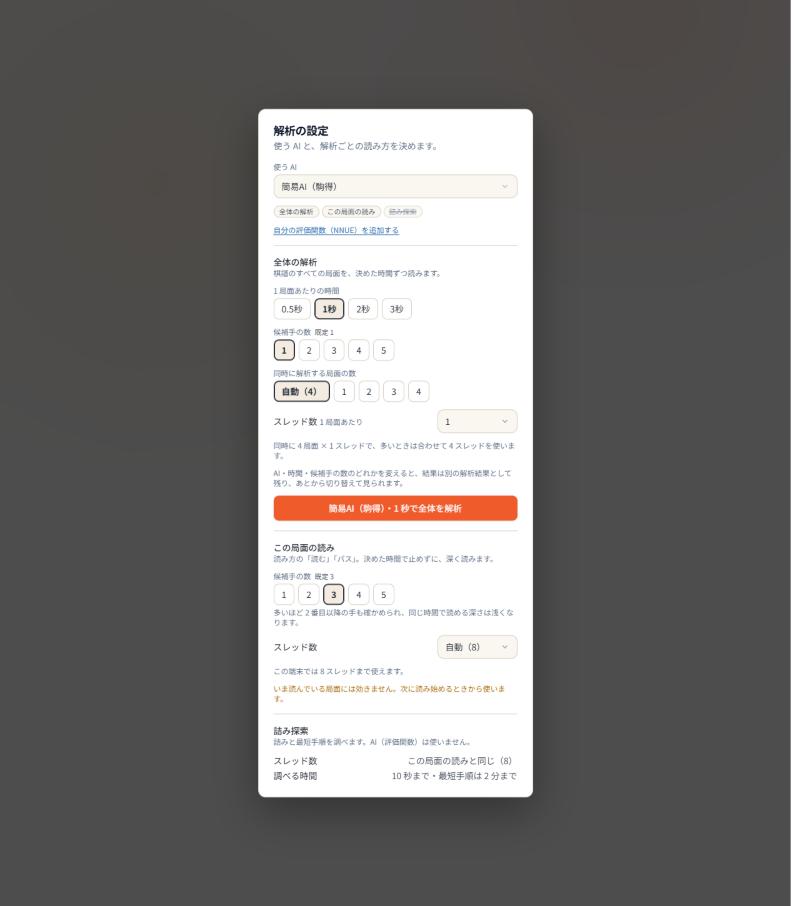 解析の設定
使う AI と、解析ごとの読み方を決めます。
使う AI
簡易AI（駒得）
全体の解析 この局面の読み 詰み探索
自分の評価関数（NNUE）を追加する
全体の解析
棋譜のすべての局面を、決めた時間ずつ読みます。
1 局面あたりの時間
0.5秒 1秒 2秒 3秒
候補手の数 既定 1
1 2 3 4 5
同時に解析する局面の数
自動（4） 1 2 3 4
スレッド数 1 局面あたり 1
同時に 4 局面 × 1 スレッドで、多いときは合わせて 4 スレッドを使いま
す。
AI・時間・候補手の数のどれかを変えると、結果は別の解析結果として
残り、あとから切り替えて見られます。
簡易AI（駒得）・1 秒で全体を解析
この局面の読み
読み方の「読む」「パス」。決めた時間で止めずに、深く読みます。
候補手の数 既定 3
1 2 3 4 5
多いほど 2 番目以降の手も確かめられ、同じ時間で読める深さは浅くな
ります。
スレッド数 自動（8）
この端末では 8 スレッドまで使えます。
いま読んでいる局面には効きません。次に読み始めるときから使いま
す。
詰み探索
詰みと最短手順を調べます。AI（評価関数）は使いません。
スレッド数 この局面の読みと同じ（8）
調べる時間 10 秒まで・最短手順は 2 分まで